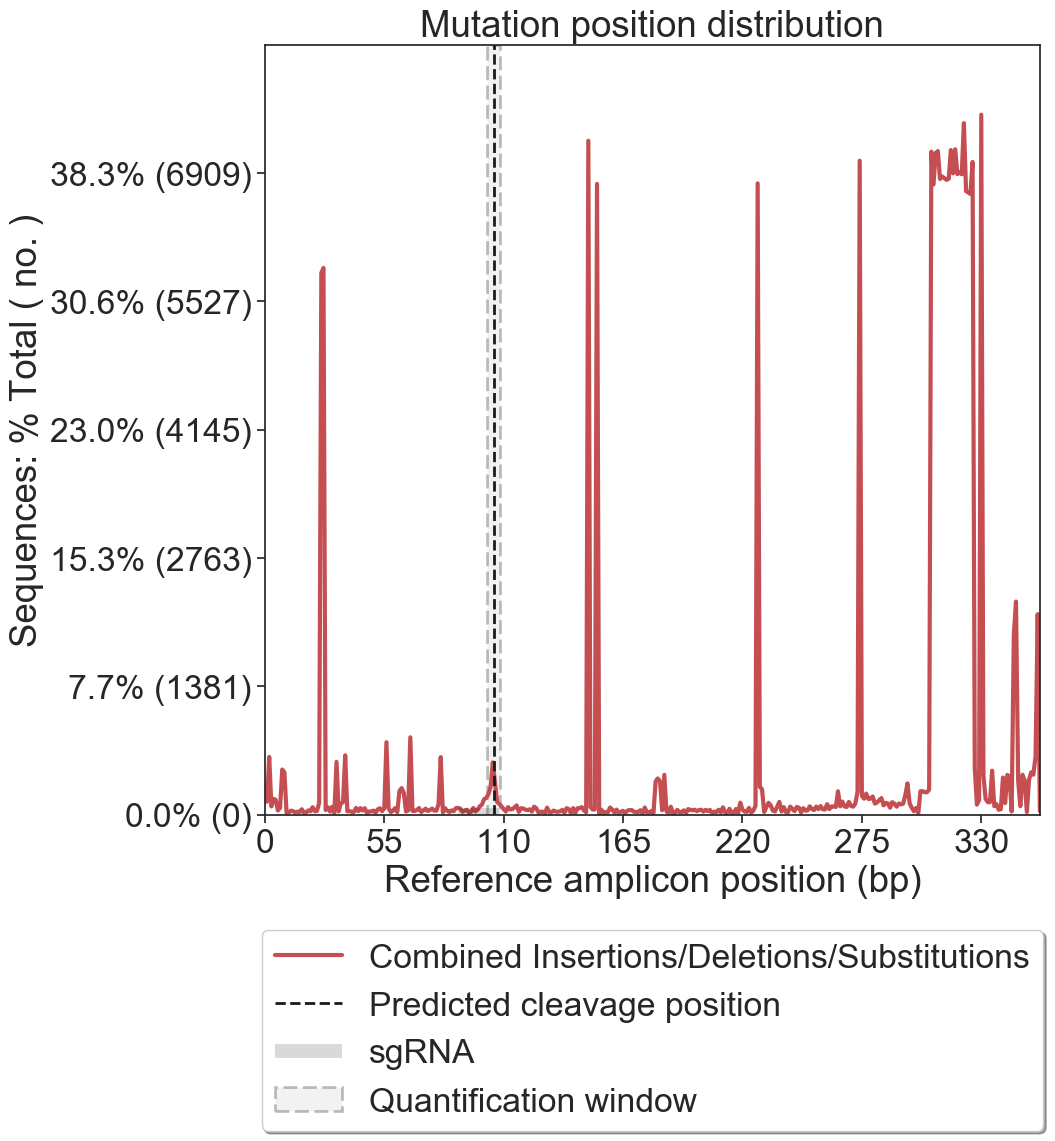 Mutation position distribution
38.3% (6909)
30.6% (5527)
23.0% (4145)
15.3% (2763)
7.7% (1381)
0.0% (0)
Sequences: % Total ( no. )
0 55 110 165 220 275 330
Reference amplicon position (bp)
Combined Insertions/Deletions/Substitutions
Predicted cleavage position
sgRNA
Quantification window